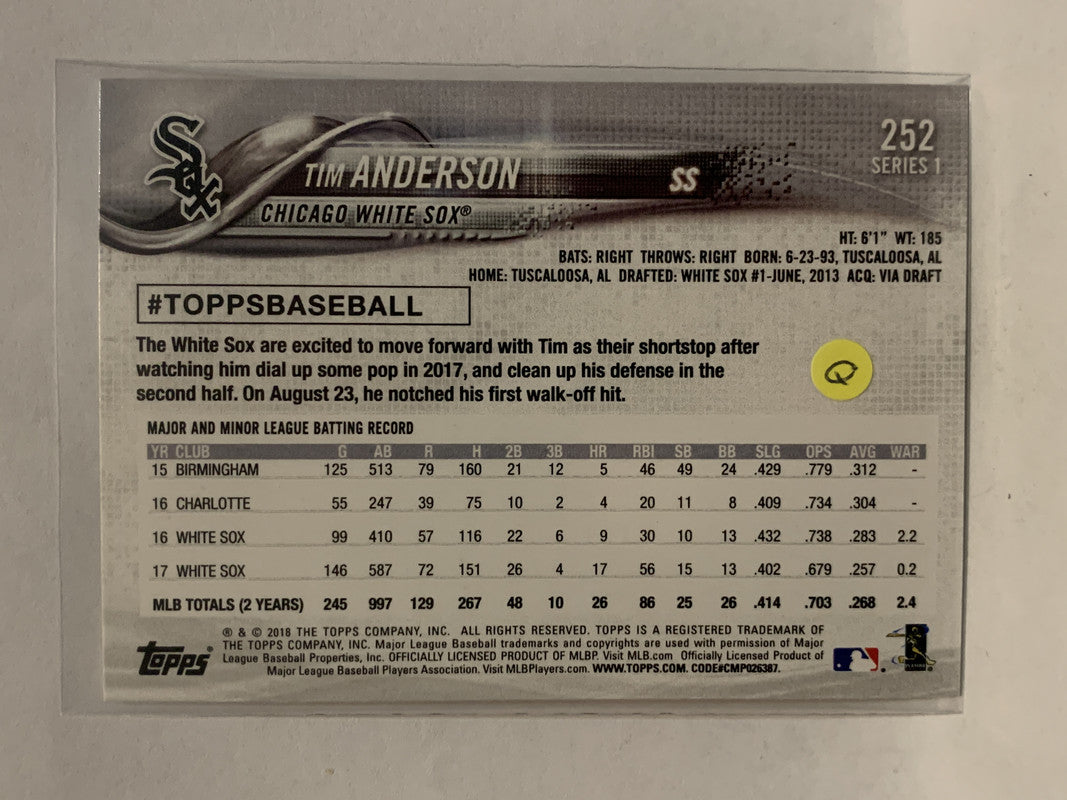 Sox
TIM ANDERSON SS
CHICAGO WHITE SOX®
252
SERIES 1
HT: 6'1" WT: 185
BATS: RIGHT THROWS: RIGHT BORN: 6-23-93, TUSCALOOSA, AL
HOME: TUSCALOOSA, AL DRAFTED: WHITE SOX #1-JUNE, 2013 ACQ: VIA DRAFT
#TOPPSBASEBALL
The White Sox are excited to move forward with Tim as their shortstop after
watching him dial up some pop in 2017, and clean up his defense in the
second half. On August 23, he notched his first walk-off hit.
Q
MAJOR AND MINOR LEAGUE BATTING RECORD
YR CLUB G AB R H 2B 3B HR RBI SB BB SLG OPS AVG WAR
15 BIRMINGHAM 125 513 79 160 21 12 5 46 49 24 .429 .779 .312 -
16 CHARLOTTE 55 247 39 75 10 2 4 20 11 8 .409 .734 .304 -
16 WHITE SOX 99 410 57 116 22 6 9 30 10 13 .432 .738 .283 2.2
17 WHITE SOX 146 587 72 151 26 4 17 56 15 13 .402 .679 .257 0.2
MLB TOTALS (2 YEARS) 245 997 129 267 48 10 26 86 25 26 .414 .703 .268 2.4
® & © 2018 THE TOPPS COMPANY, INC. ALL RIGHTS RESERVED. TOPPS IS A REGISTERED TRADEMARK OF
THE TOPPS COMPANY, INC. Major League Baseball trademarks and copyrights are used with permission of Major
League Baseball Properties, Inc. OFFICIALLY LICENSED PRODUCT OF MLBP. Visit MLB.com Officially Licensed Product of
Major League Baseball Players Association. Visit MLBPlayers.com. WWW.TOPPS.COM. CODE#CMP026387.
topps®